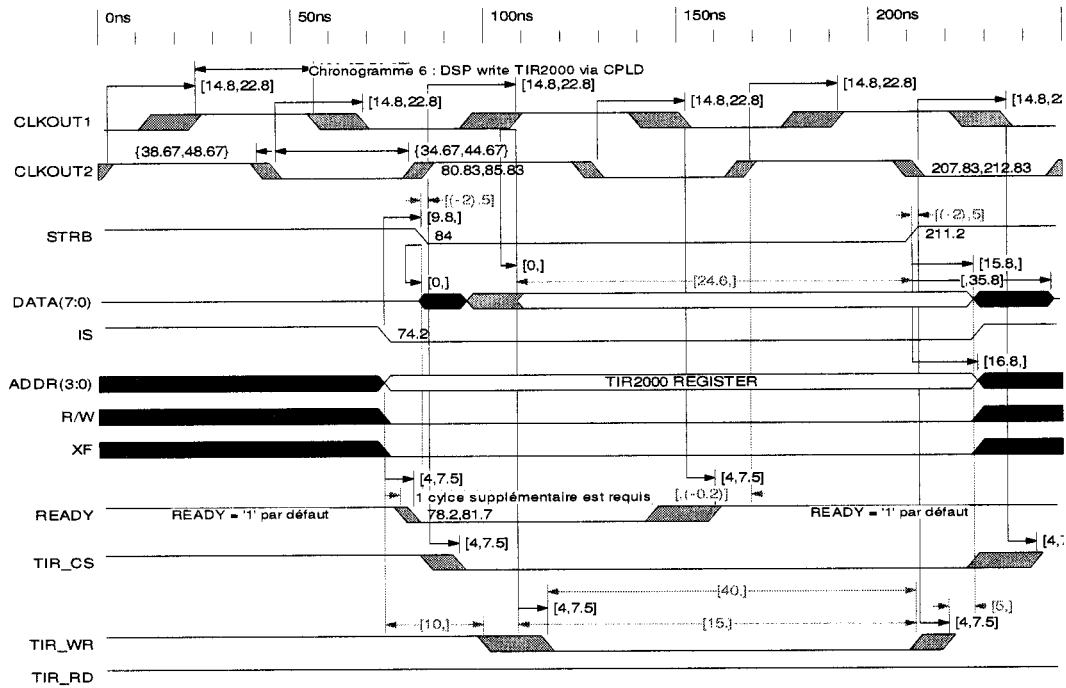 0ns 50ns 100ns 150ns 200ns
Chronogramme 6 : DSP write TIR2000 via CPLD
[14.8,22.8] [14.8,22.8] [14.8,22.8] [14.8,22.8] [14.8,22.8] [14.8,22
CLKOUT1
{38.67,48.67} {34.67,44.67}
CLKOUT2 80.83,85.83 207.83,212.83
[(-2),5] [(-2),5]
[9.8,]
STRB 84 211.2
[0,] [0,] [24.6,] [15.8,]
[,35.8]
DATA(7:0)
IS 74.2
[16.8,]
ADDR(3:0) TIR2000 REGISTER
R/W
XF
[4,7.5] [4,7.5]
1 cylce supplémentaire est requis [,(-0.2)]
READY READY = '1' par défaut 78.2,81.7 READY = '1' par défaut
[4,7.5] [4,7
TIR_CS
[40,]
[4,7.5] [5,]
[10,] [15,] [4,7.5]
TIR_WR
TIR_RD